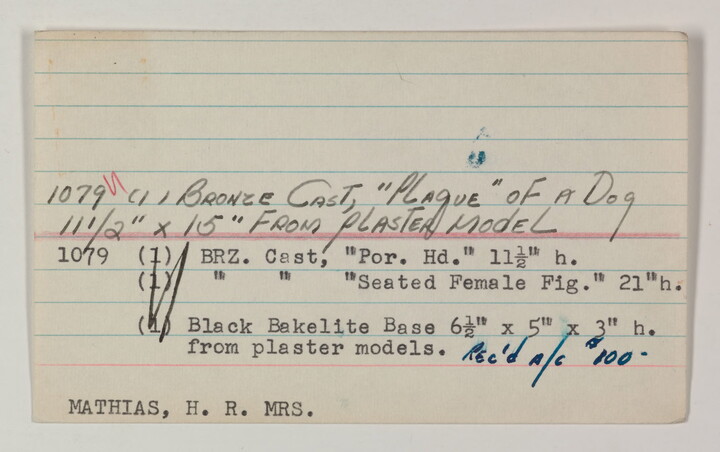 1079 (1) BRONZE CAST, "PLAQUE" OF A DOG
11 1/2" x 15" FROM PLASTER MODEL
1079 (1) BRZ. Cast, "Por. Hd." 11½" h.
(1) " " "Seated Female Fig." 21"h.
(1) Black Bakelite Base 6½" x 5" x 3" h.
from plaster models. REC'D A/C $100-
MATHIAS, H. R. MRS.